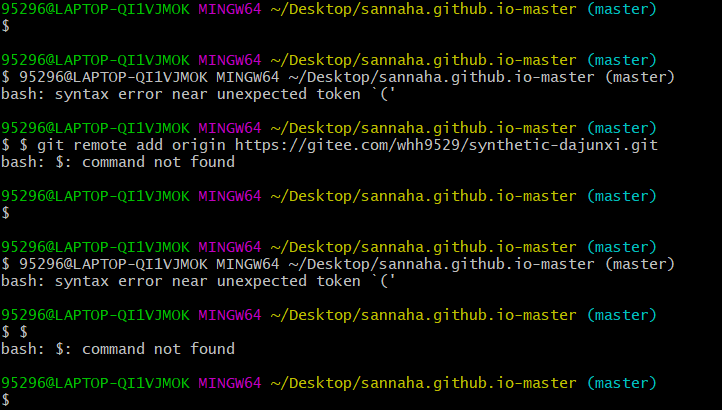 95296@LAPTOP-QI1VJMOK MINGW64 ~/Desktop/sannaha.github.io-master (master)
$
95296@LAPTOP-QI1VJMOK MINGW64 ~/Desktop/sannaha.github.io-master (master)
$ 95296@LAPTOP-QI1VJMOK MINGW64 ~/Desktop/sannaha.github.io-master (master)
bash: syntax error near unexpected token `('
95296@LAPTOP-QI1VJMOK MINGW64 ~/Desktop/sannaha.github.io-master (master)
$ $ git remote add origin https://gitee.com/whh9529/synthetic-dajunxi.git
bash: $: command not found
95296@LAPTOP-QI1VJMOK MINGW64 ~/Desktop/sannaha.github.io-master (master)
$
95296@LAPTOP-QI1VJMOK MINGW64 ~/Desktop/sannaha.github.io-master (master)
$ 95296@LAPTOP-QI1VJMOK MINGW64 ~/Desktop/sannaha.github.io-master (master)
bash: syntax error near unexpected token `('
95296@LAPTOP-QI1VJMOK MINGW64 ~/Desktop/sannaha.github.io-master (master)
$ $
bash: $: command not found
95296@LAPTOP-QI1VJMOK MINGW64 ~/Desktop/sannaha.github.io-master (master)
$